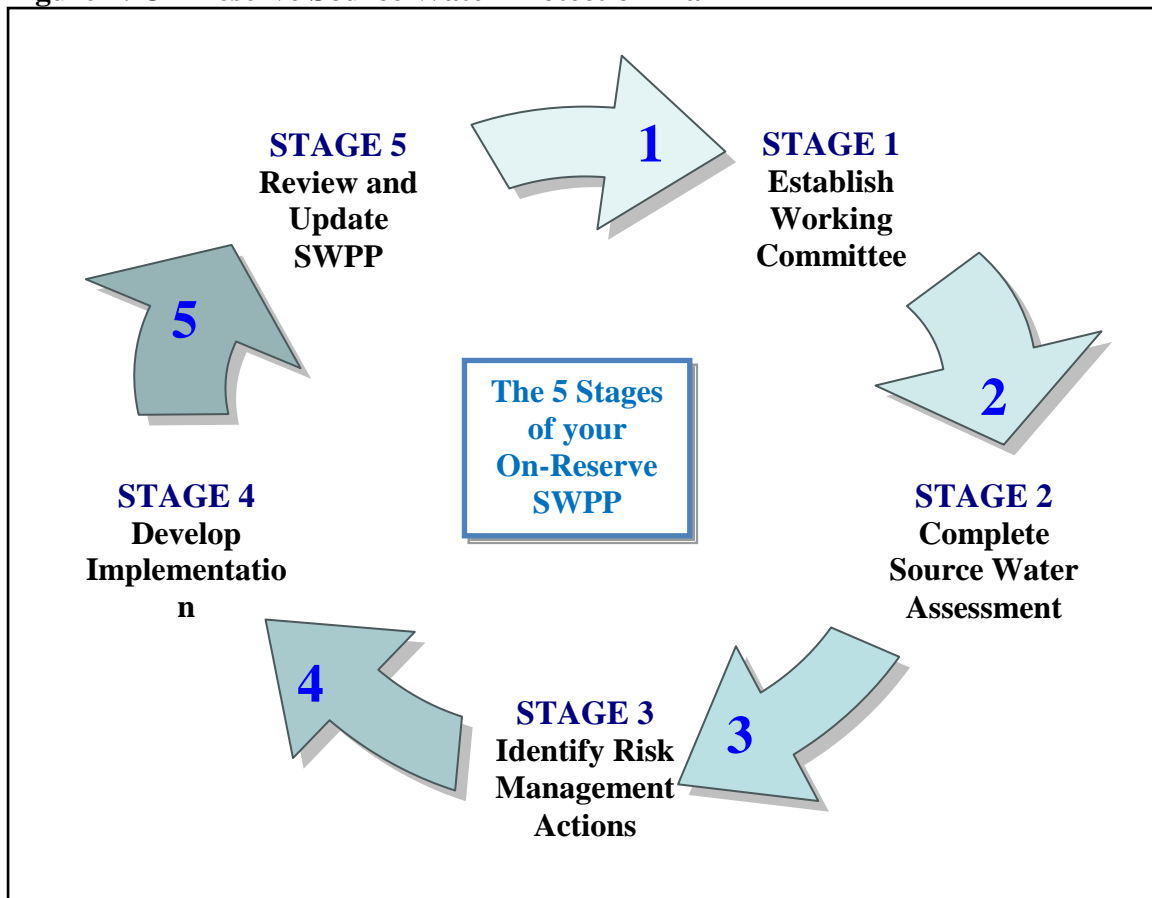 1
STAGE 1
Establish
Working
Committee
2
STAGE 2
Complete
Source Water
Assessment
3
STAGE 3
Identify Risk
Management
Actions
4
STAGE 4
Develop
Implementatio
n
5
STAGE 5
Review and
Update
SWPP
The 5 Stages
of your
On-Reserve
SWPP